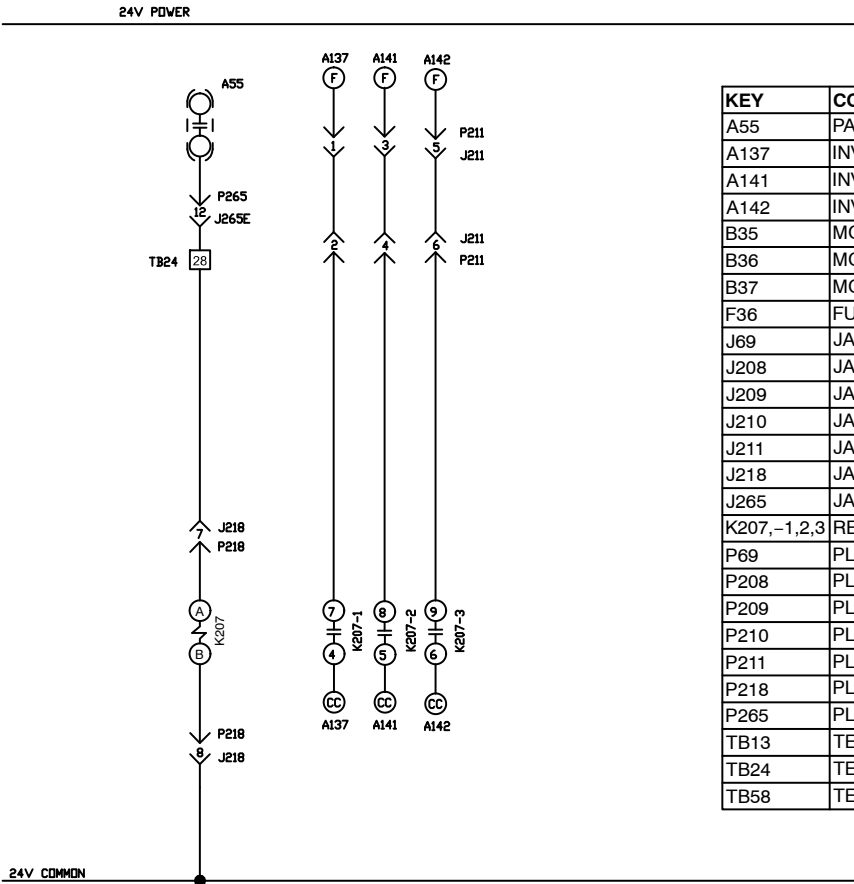 24V POWER
A55
A137 A141 A142
F F F
P211
1 3 5
J211
P265
12
J265E
TB24 28
J211
2 4 6
P211
J218
7
P218
A
K207
B
7 8 9
K207-1 K207-2 K207-3
4 5 6
CC CC CC
A137 A141 A142
P218
8
J218
24V COMMON
KEY CO
A55 PA
A137 INV
A141 INV
A142 INV
B35 MO
B36 MO
B37 MO
F36 FU
J69 JA
J208 JA
J209 JA
J210 JA
J211 JA
J218 JA
J265 JA
K207,−1,2,3 RE
P69 PL
P208 PL
P209 PL
P210 PL
P211 PL
P218 PL
P265 PL
TB13 TE
TB24 TE
TB58 TE